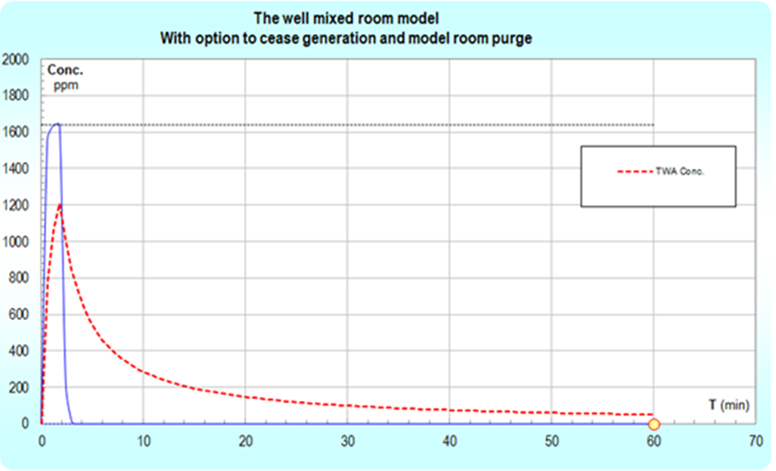 The well mixed room model
With option to cease generation and model room purge
2000
Conc.
ppm
1800
1600
1400
TWA Conc.
1200
1000
800
600
400
200
T (min)
0
0 10 20 30 40 50 60 70